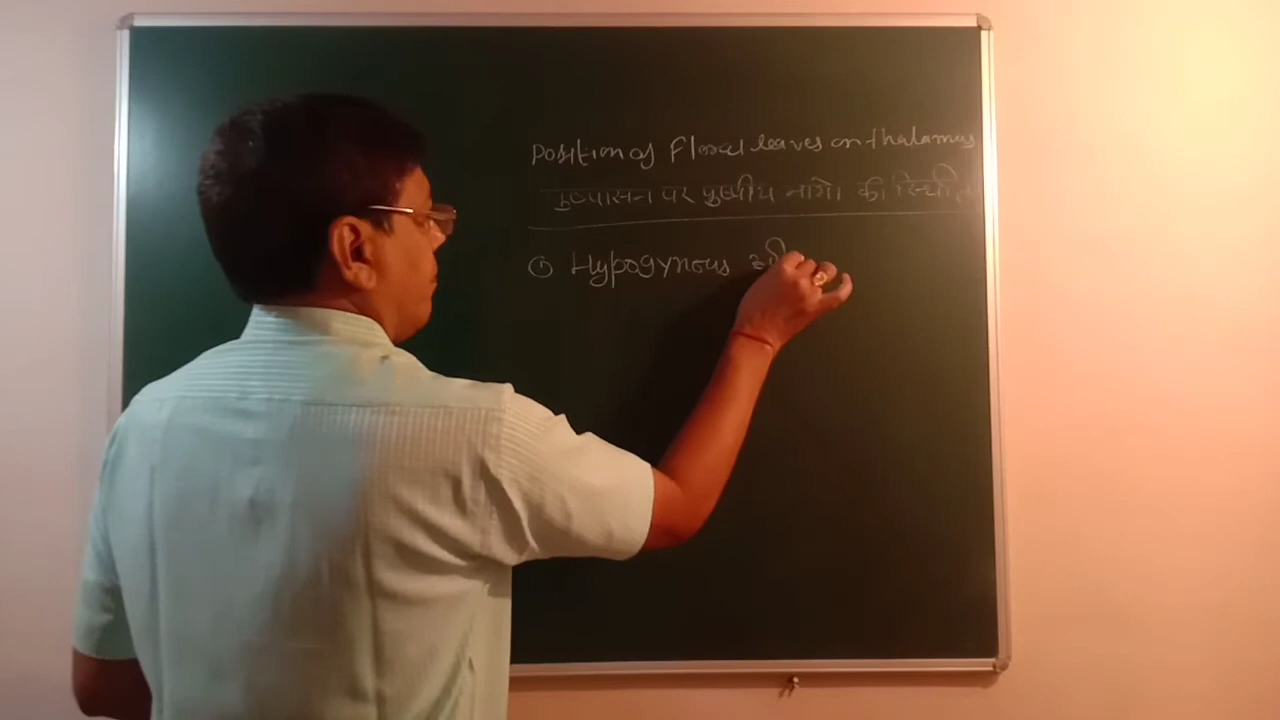 Position of Floral leaves on thalamus
पुष्पासन पर पुष्पीय भागो की स्थिति
① Hypogynous